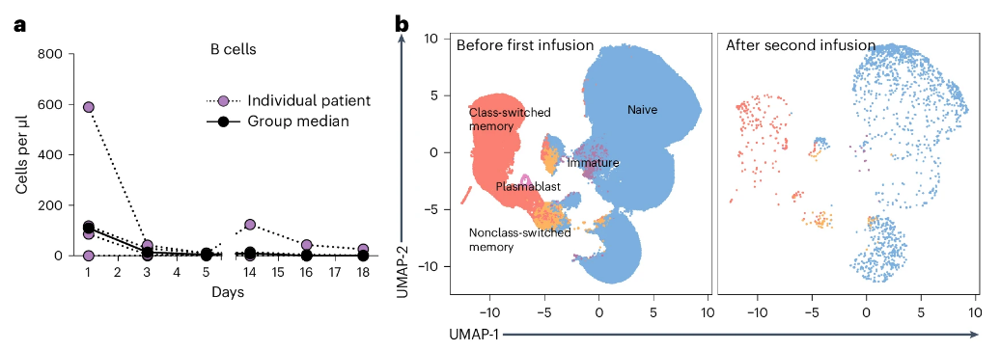 a
B cells
800
600
400
200
0
Cells per µl
Individual patient
Group median
1 2 3 4 5 14 15 16 17 18
Days
b
Before first infusion
After second infusion
10
5
0
−5
−10
UMAP-2
Class-switched
memory
Naive
Immature
Plasmablast
Nonclass-switched
memory
−10 −5 0 5 10
−10 −5 0 5 10
UMAP-1